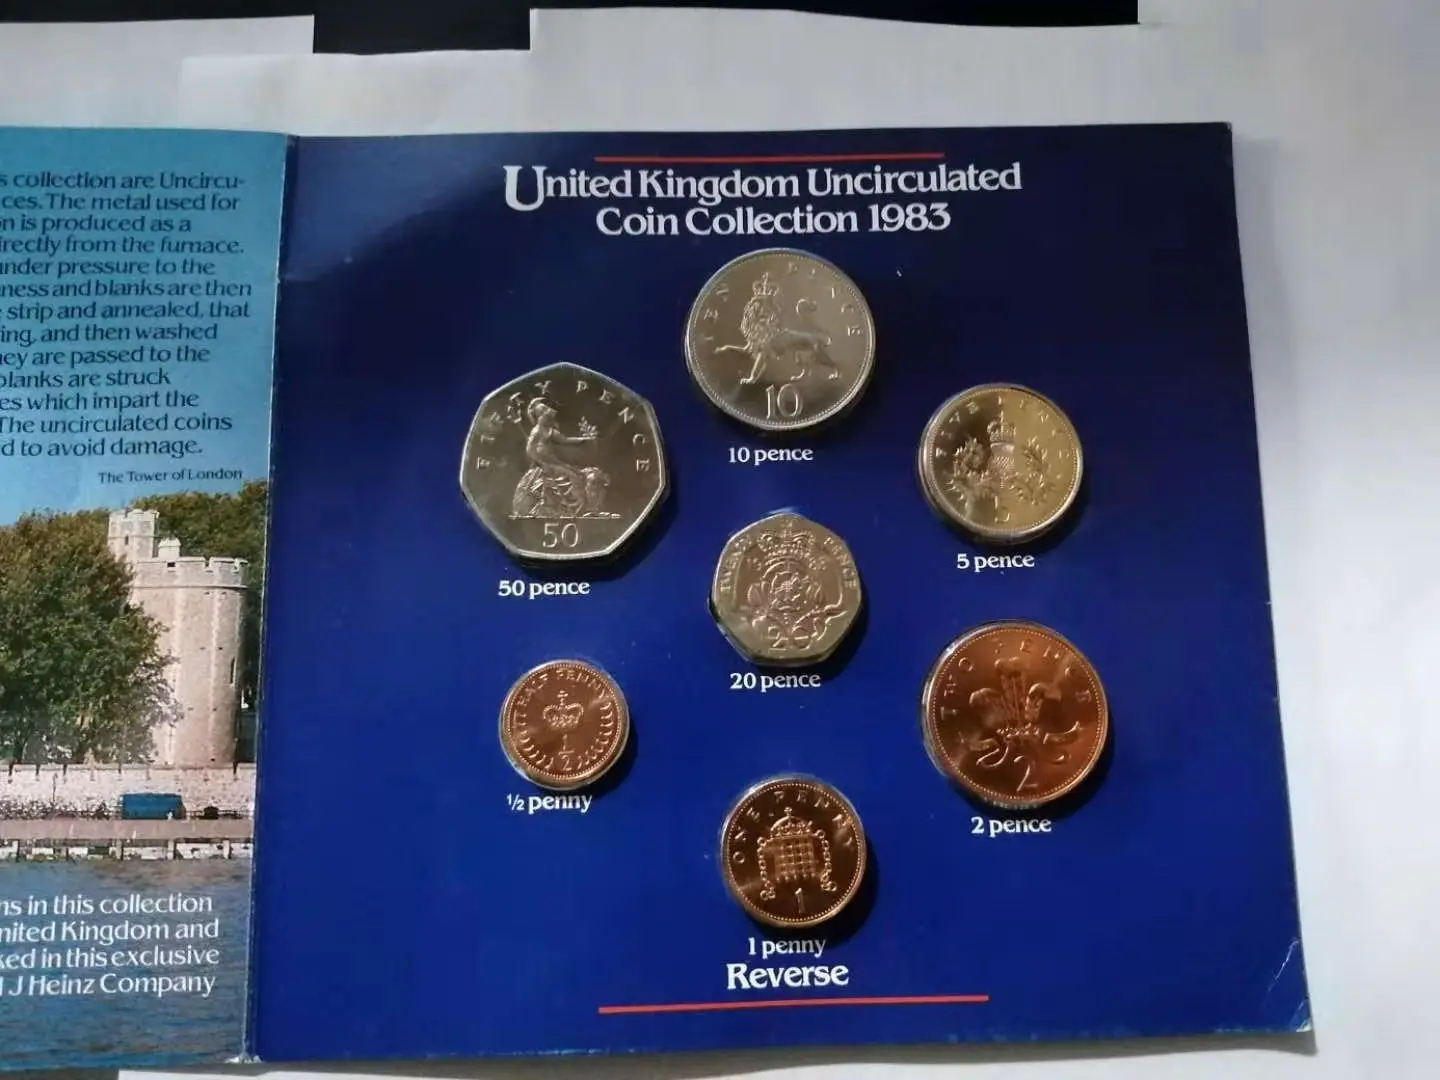 s collection are Uncircu-
ces. The metal used for
n is produced as a
irectly from the furnace.
nder pressure to the
ness and blanks are then
strip and annealed, that
ing, and then washed
ey are passed to the
blanks are struck
es which impart the
The uncirculated coins
d to avoid damage.
The Tower of London
ns in this collection
nited Kingdom and
ked in this exclusive
J Heinz Company
United Kingdom Uncirculated
Coin Collection 1983
TEN PENCE
10
10 pence
FIFTY PENCE
50
50 pence
FIVE PENCE
5
5 pence
TWENTY PENCE
20
20 pence
HALF PENNY
1/2
½ penny
TWO PENCE
2
2 pence
ONE PENNY
1
1 penny
Reverse